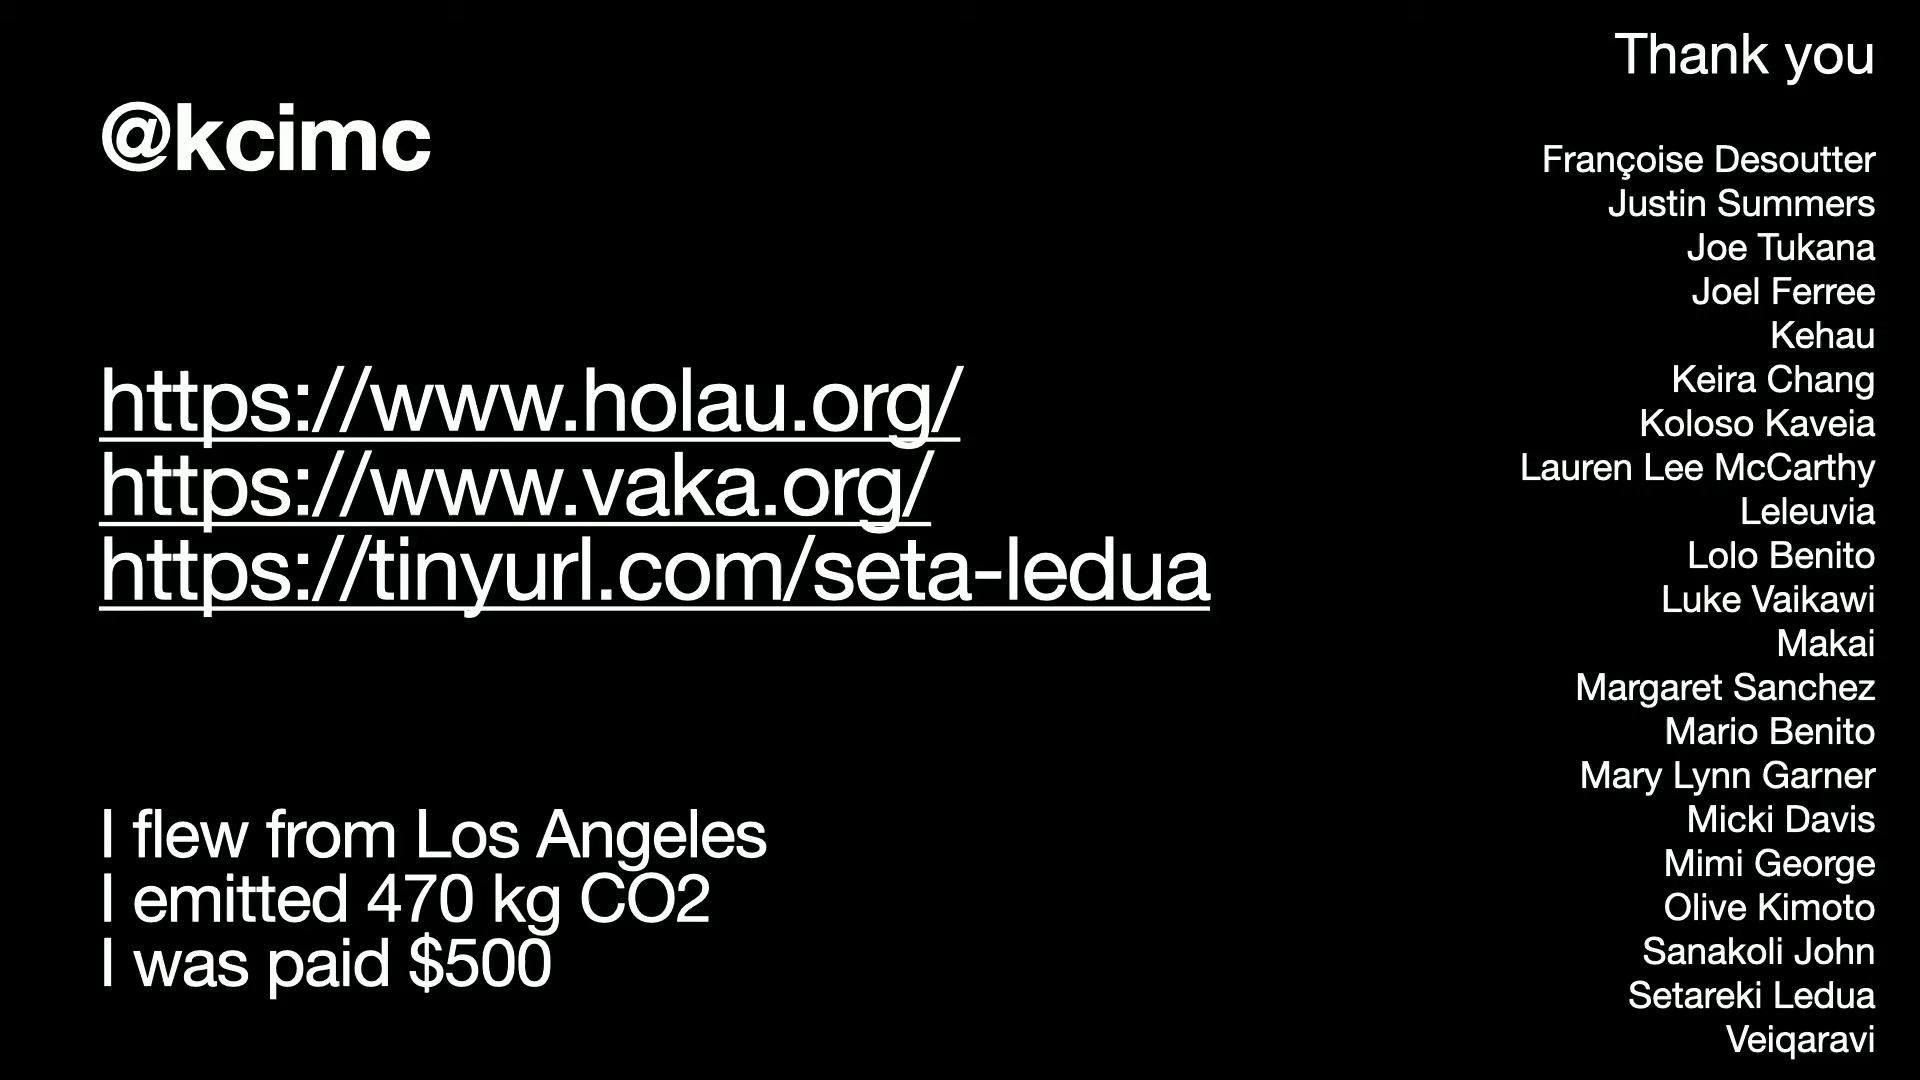 @kcimc
https://www.holau.org/
https://www.vaka.org/
https://tinyurl.com/seta-ledua
I flew from Los Angeles
I emitted 470 kg CO2
I was paid $500
Thank you
Françoise Desoutter
Justin Summers
Joe Tukana
Joel Ferree
Kehau
Keira Chang
Koloso Kaveia
Lauren Lee McCarthy
Leleuvia
Lolo Benito
Luke Vaikawi
Makai
Margaret Sanchez
Mario Benito
Mary Lynn Garner
Micki Davis
Mimi George
Olive Kimoto
Sanakoli John
Setareki Ledua
Veiqaravi